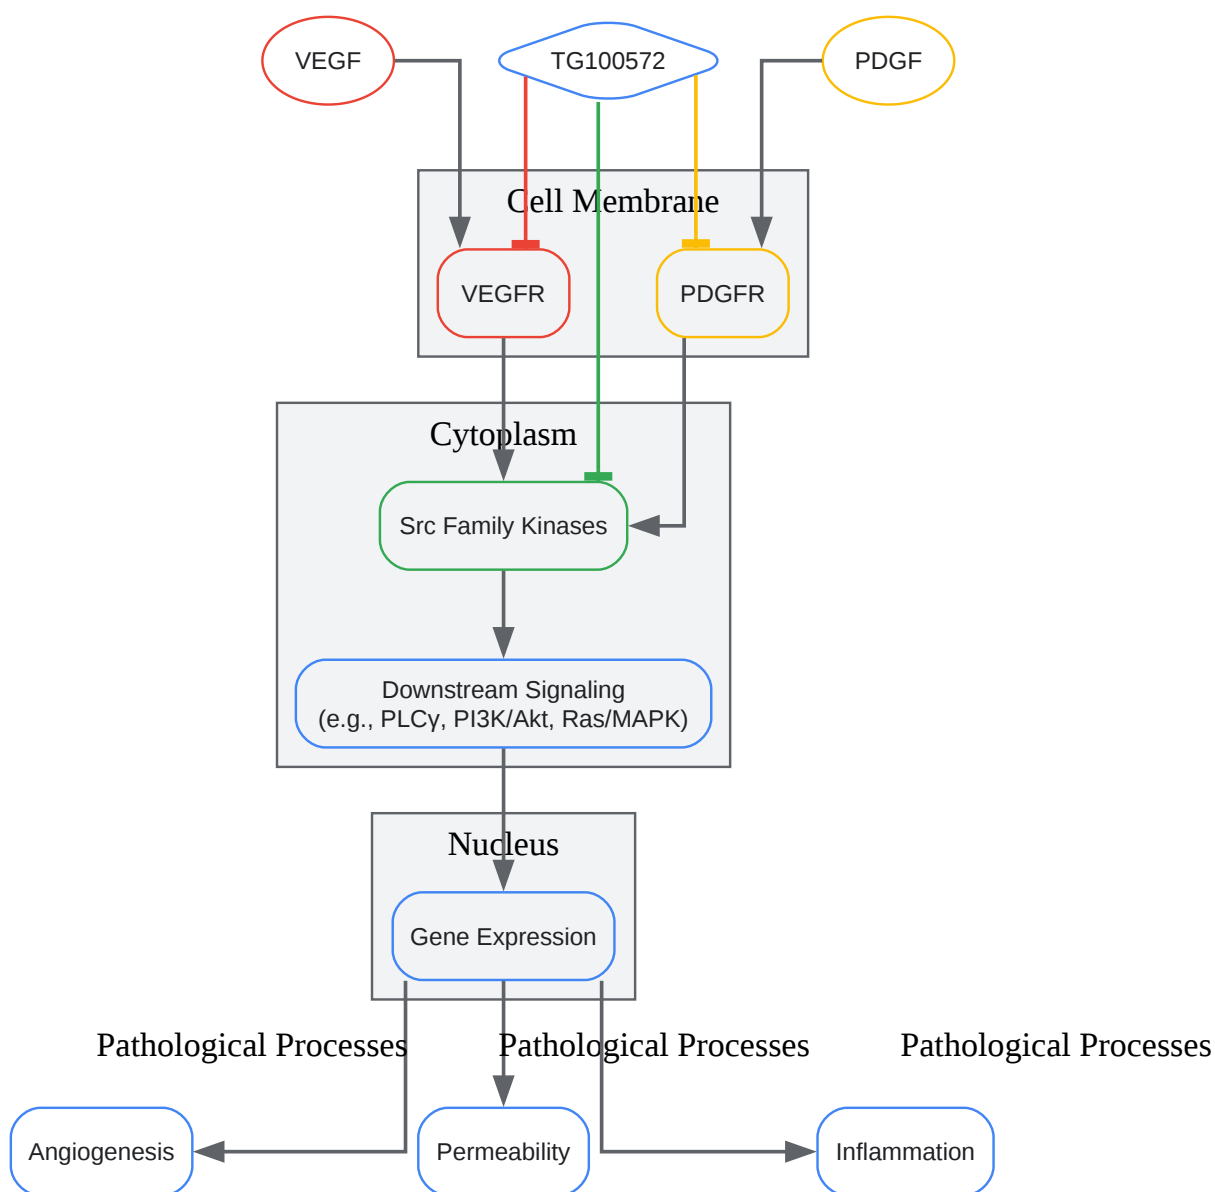 VEGF
TG100572
PDGF
Cell Membrane
VEGFR
PDGFR
Cytoplasm
Src Family Kinases
Downstream Signaling
(e.g., PLCγ, PI3K/Akt, Ras/MAPK)
Nucleus
Gene Expression
Pathological Processes
Pathological Processes
Pathological Processes
Angiogenesis
Permeability
Inflammation